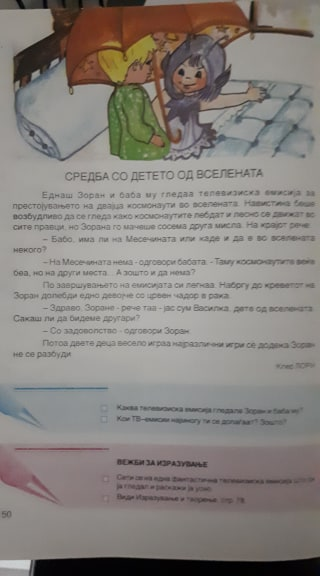 СРЕДБА СО ДЕТЕТО ОД ВСЕЛЕНАТА
Еднаш Зоран и баба му гледаа телевизиска емисија за
престојувањето на двајца космонаути во вселената. Навистина беше
возбудливо да се гледа како космонаутите лебдат и лесно се движат во
сите правци, но Зорана го мачеше сосема друга мисла. На крајот рече:
– Бабо, има ли на Месечината или каде и да е во вселената
некого?
– На Месечината нема - одговори бабата. - Таму космонаутите веќе
беа, но на други места... А зошто и да нема?
По завршувањето на емисијата си легнаа. Набргу до креветот на
Зоран долебди едно девојче со црвен чадор в рака.
– Здраво, Зоране - рече таа - јас сум Василка, дете од вселената.
Сакаш ли да бидеме другари?
– Со задоволство - одговори Зоран.
Потоа двете деца весело играа најразлични игри сè додека Зоран
не се разбуди.
Клер
Каква телевизиска емисија гледале Зоран и баба му?
Кои ТВ-емисии најмногу ти се допаѓаат? Зошто?
ВЕЖБИ ЗА ИЗРАЗУВАЊЕ
Сети се на една фантастична телевизиска емисија што си
ја гледал и раскажи ја усно.
Види Изразување и творење, стр. 78.
50